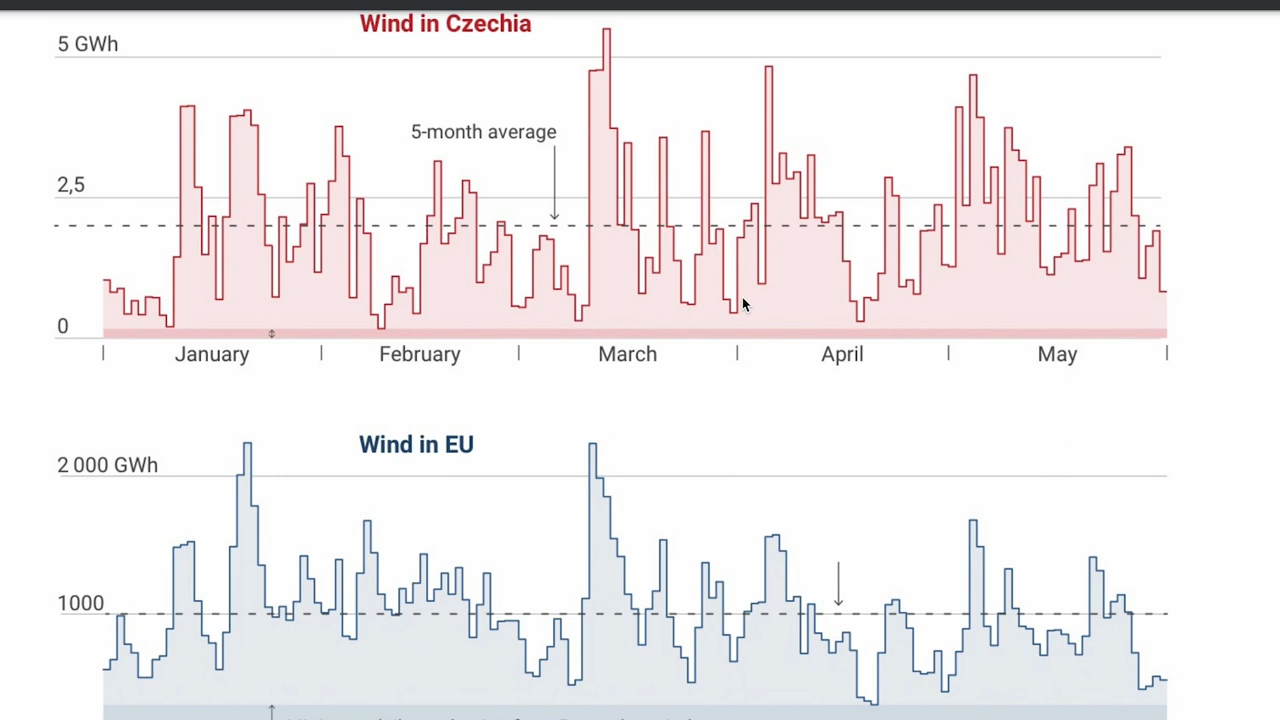 Wind in Czechia
5 GWh
5-month average
2,5
0
January February March April May
Wind in EU
2 000 GWh
1000